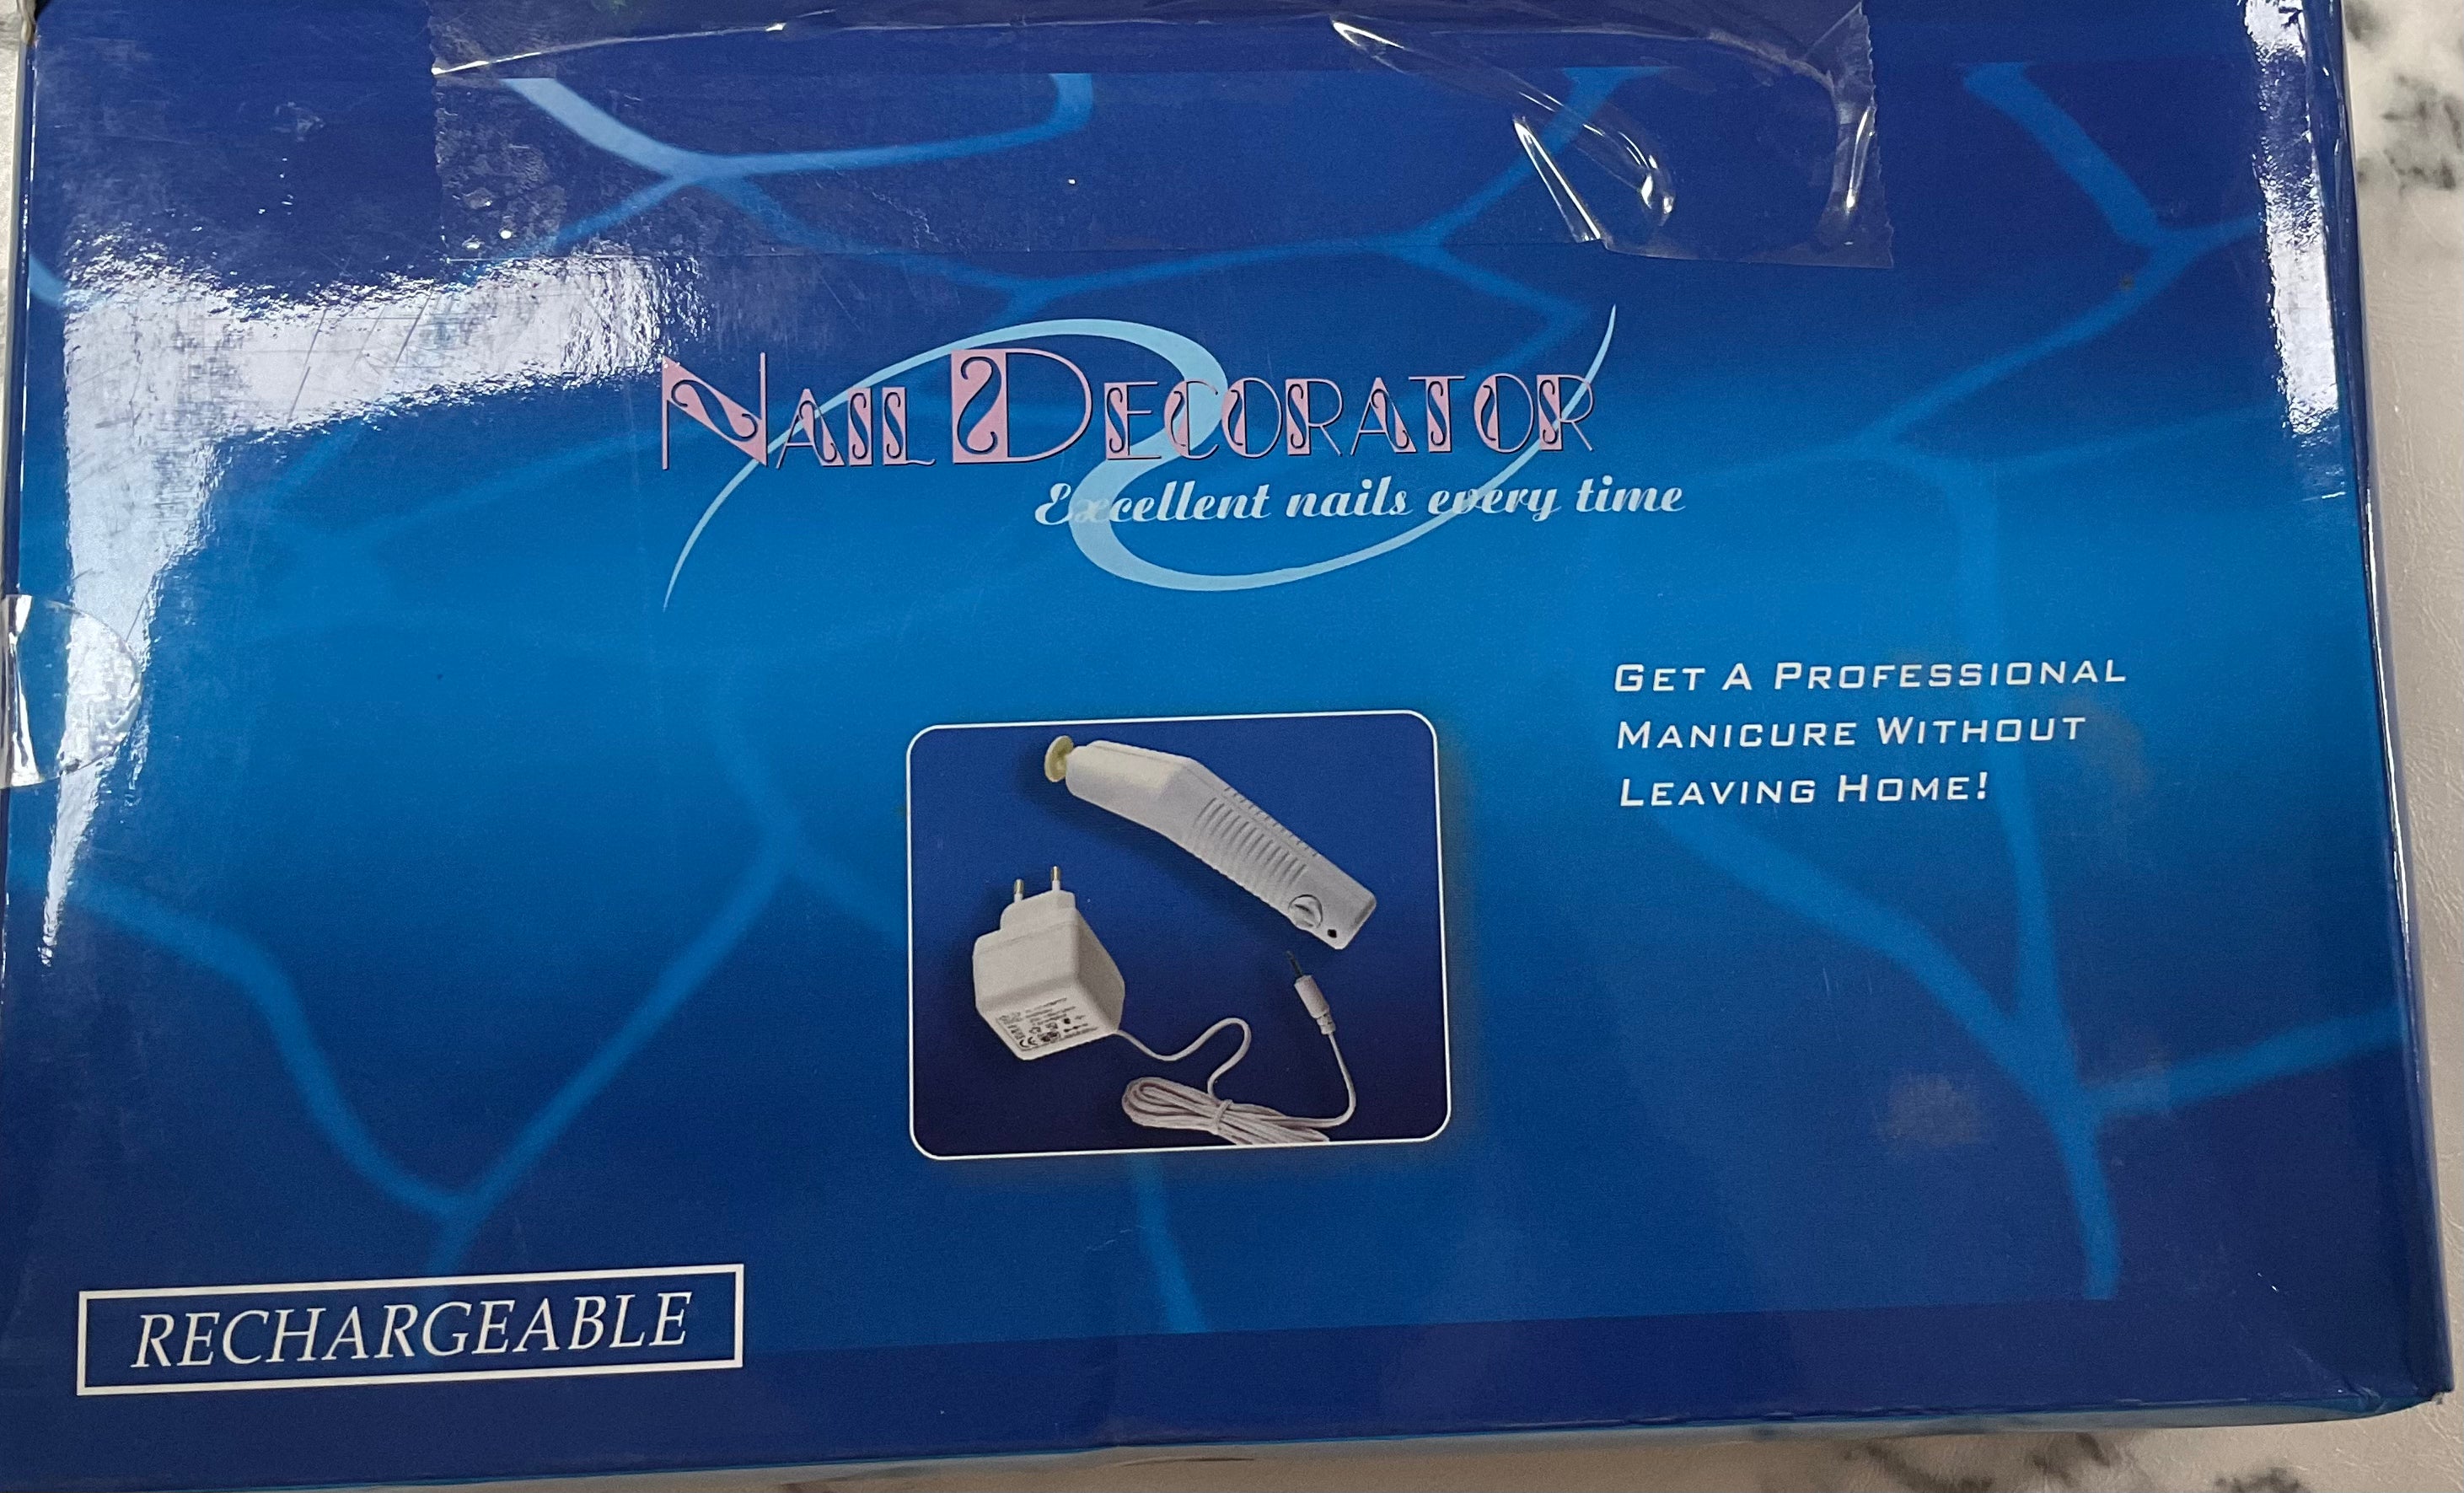 NAIL DECORATOR
Excellent nails every time
GET A PROFESSIONAL
MANICURE WITHOUT
LEAVING HOME!
RECHARGEABLE